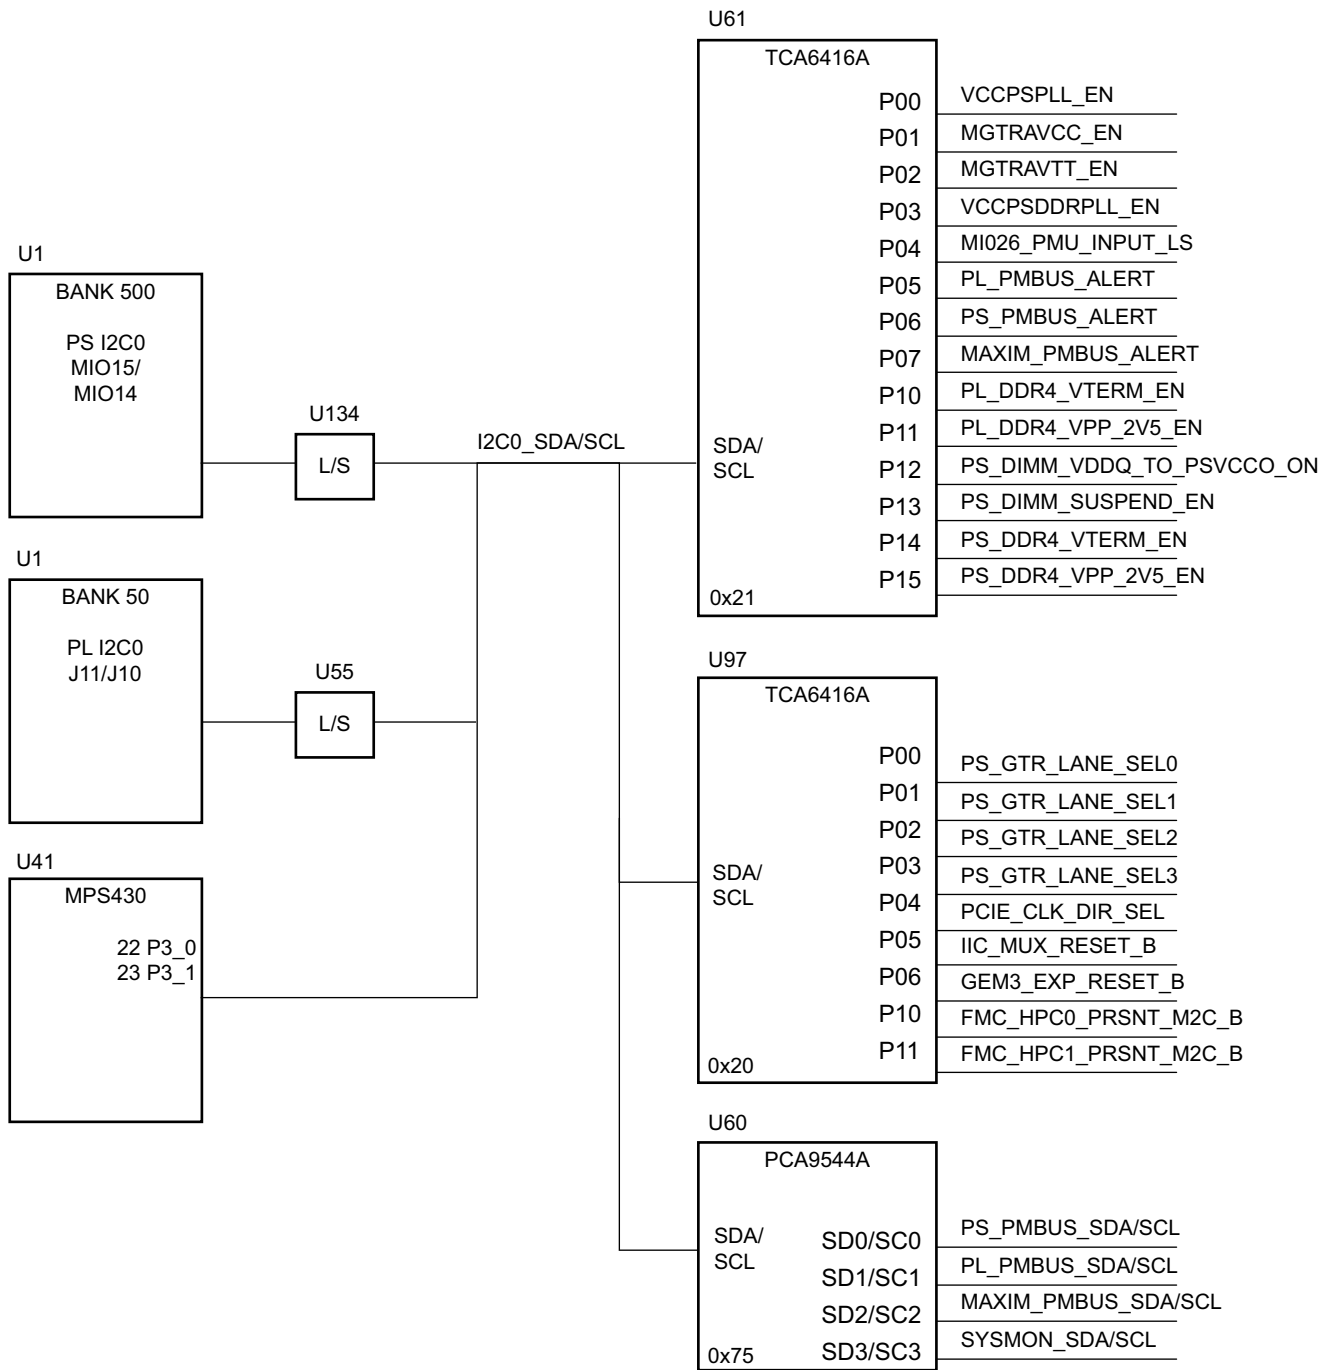 U61
TCA6416A
P00 VCCPSPLL_EN
P01 MGTRAVCC_EN
P02 MGTRAVTT_EN
P03 VCCPSDDRPLL_EN
P04 MI026_PMU_INPUT_LS
P05 PL_PMBUS_ALERT
P06 PS_PMBUS_ALERT
P07 MAXIM_PMBUS_ALERT
P10 PL_DDR4_VTERM_EN
P11 PL_DDR4_VPP_2V5_EN
P12 PS_DIMM_VDDQ_TO_PSVCCO_ON
P13 PS_DIMM_SUSPEND_EN
P14 PS_DDR4_VTERM_EN
P15 PS_DDR4_VPP_2V5_EN
SDA/
SCL
0x21
U1
BANK 500
PS I2C0
MIO15/
MIO14
U134
L/S
I2C0_SDA/SCL
U1
BANK 50
PL I2C0
J11/J10
U55
L/S
U41
MPS430
22 P3_0
23 P3_1
U97
TCA6416A
P00 PS_GTR_LANE_SEL0
P01 PS_GTR_LANE_SEL1
P02 PS_GTR_LANE_SEL2
P03 PS_GTR_LANE_SEL3
P04 PCIE_CLK_DIR_SEL
P05 IIC_MUX_RESET_B
P06 GEM3_EXP_RESET_B
P10 FMC_HPC0_PRSNT_M2C_B
P11 FMC_HPC1_PRSNT_M2C_B
SDA/
SCL
0x20
U60
PCA9544A
SDA/
SCL
SD0/SC0 PS_PMBUS_SDA/SCL
SD1/SC1 PL_PMBUS_SDA/SCL
SD2/SC2 MAXIM_PMBUS_SDA/SCL
SD3/SC3 SYSMON_SDA/SCL
0x75